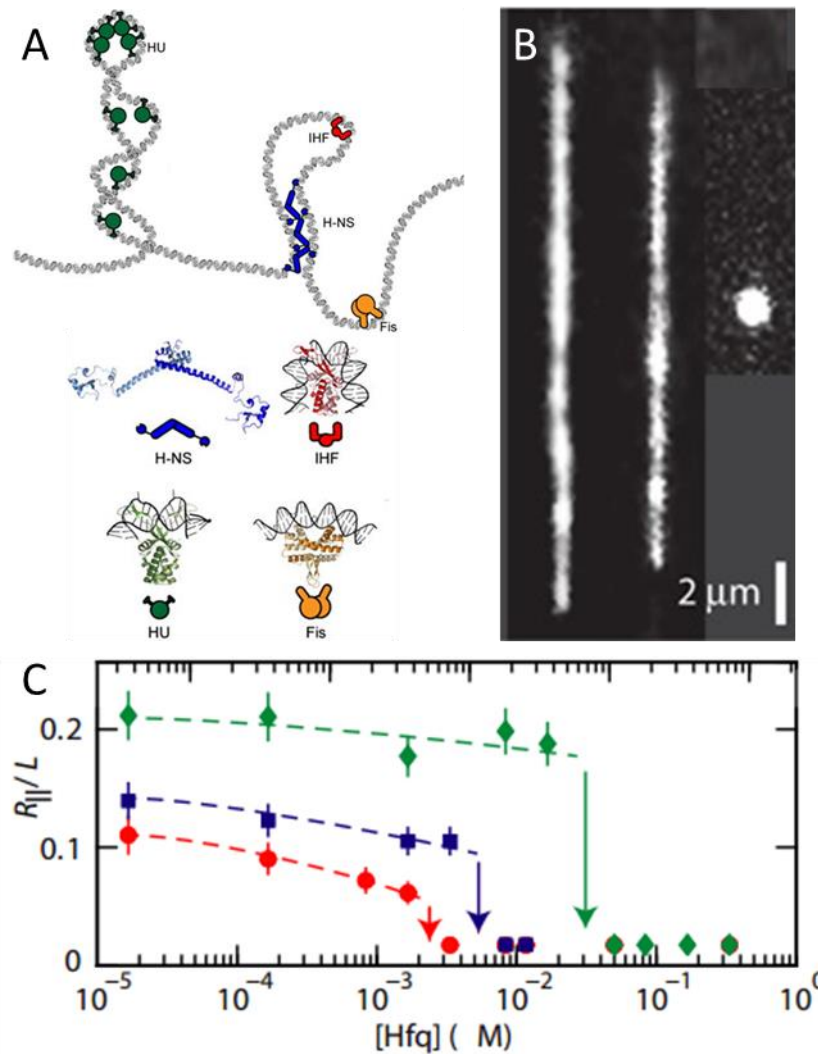 A
HU
IHF
H-NS
Fis
H-NS
IHF
HU
Fis
B
2 μm
C
R||/L
0.2
0.1
0
10⁻⁵
10⁻⁴
10⁻³
10⁻²
10⁻¹
10⁰
[Hfq] ( M)